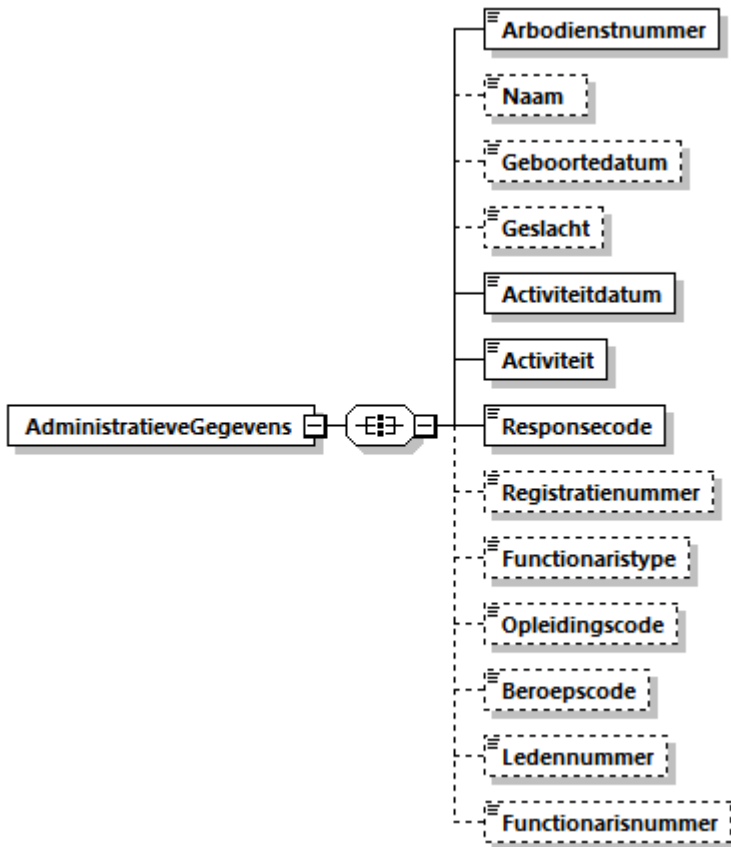 Arbodienstnummer
Naam
Geboortedatum
Geslacht
Activiteitdatum
Activiteit
AdministratieveGegevens
Responsecode
Registratienummer
Functionaristype
Opleidingscode
Beroepscode
Ledennummer
Functionarisnummer